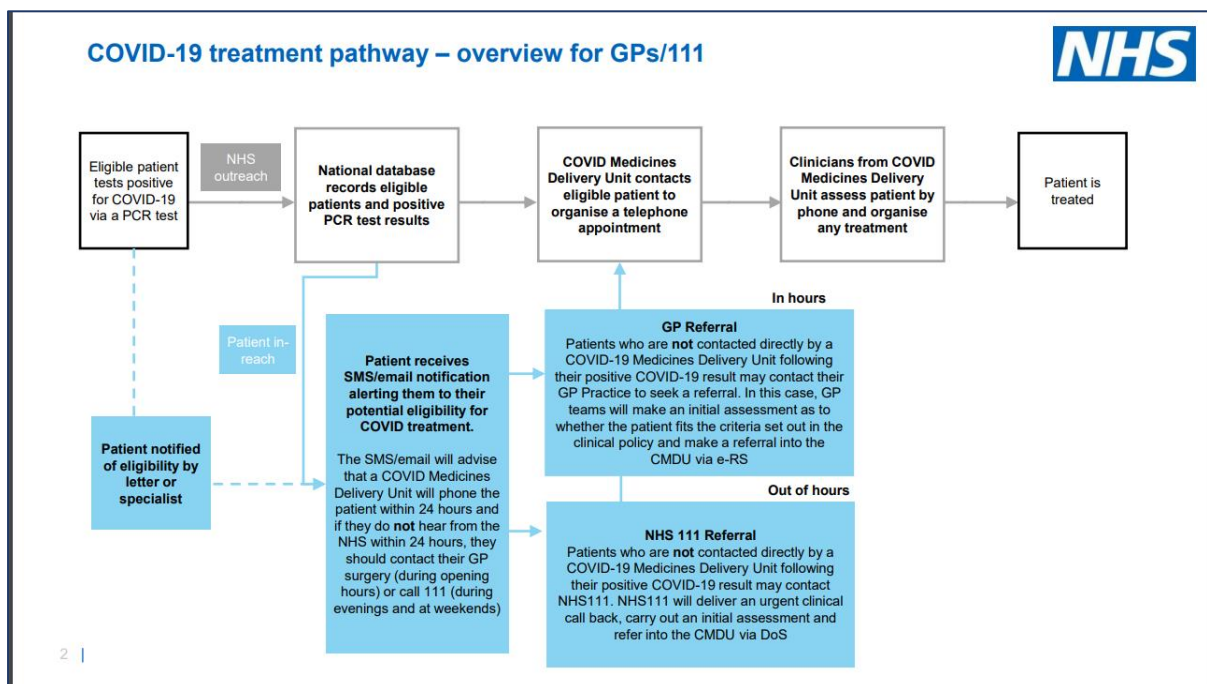 COVID-19 treatment pathway – overview for GPs/111
NHS
Eligible patient
tests positive
for COVID-19
via a PCR test
NHS
outreach
National database
records eligible
patients and positive
PCR test results
COVID Medicines
Delivery Unit contacts
eligible patient to
organise a telephone
appointment
Clinicians from COVID
Medicines Delivery
Unit assess patient by
phone and organise
any treatment
Patient is
treated
Patient in-
reach
Patient notified
of eligibility by
letter or
specialist
Patient receives
SMS/email notification
alerting them to their
potential eligibility for
COVID treatment.
The SMS/email will advise
that a COVID Medicines
Delivery Unit will phone the
patient within 24 hours and
if they do not hear from the
NHS within 24 hours, they
should contact their GP
surgery (during opening
hours) or call 111 (during
evenings and at weekends)
In hours
GP Referral
Patients who are not contacted directly by a
COVID-19 Medicines Delivery Unit following
their positive COVID-19 result may contact their
GP Practice to seek a referral. In this case, GP
teams will make an initial assessment as to
whether the patient fits the criteria set out in the
clinical policy and make a referral into the
CMDU via e-RS
Out of hours
NHS 111 Referral
Patients who are not contacted directly by a
COVID-19 Medicines Delivery Unit following
their positive COVID-19 result may contact
NHS111. NHS111 will deliver an urgent clinical
call back, carry out an initial assessment and
refer into the CMDU via DoS
2 |